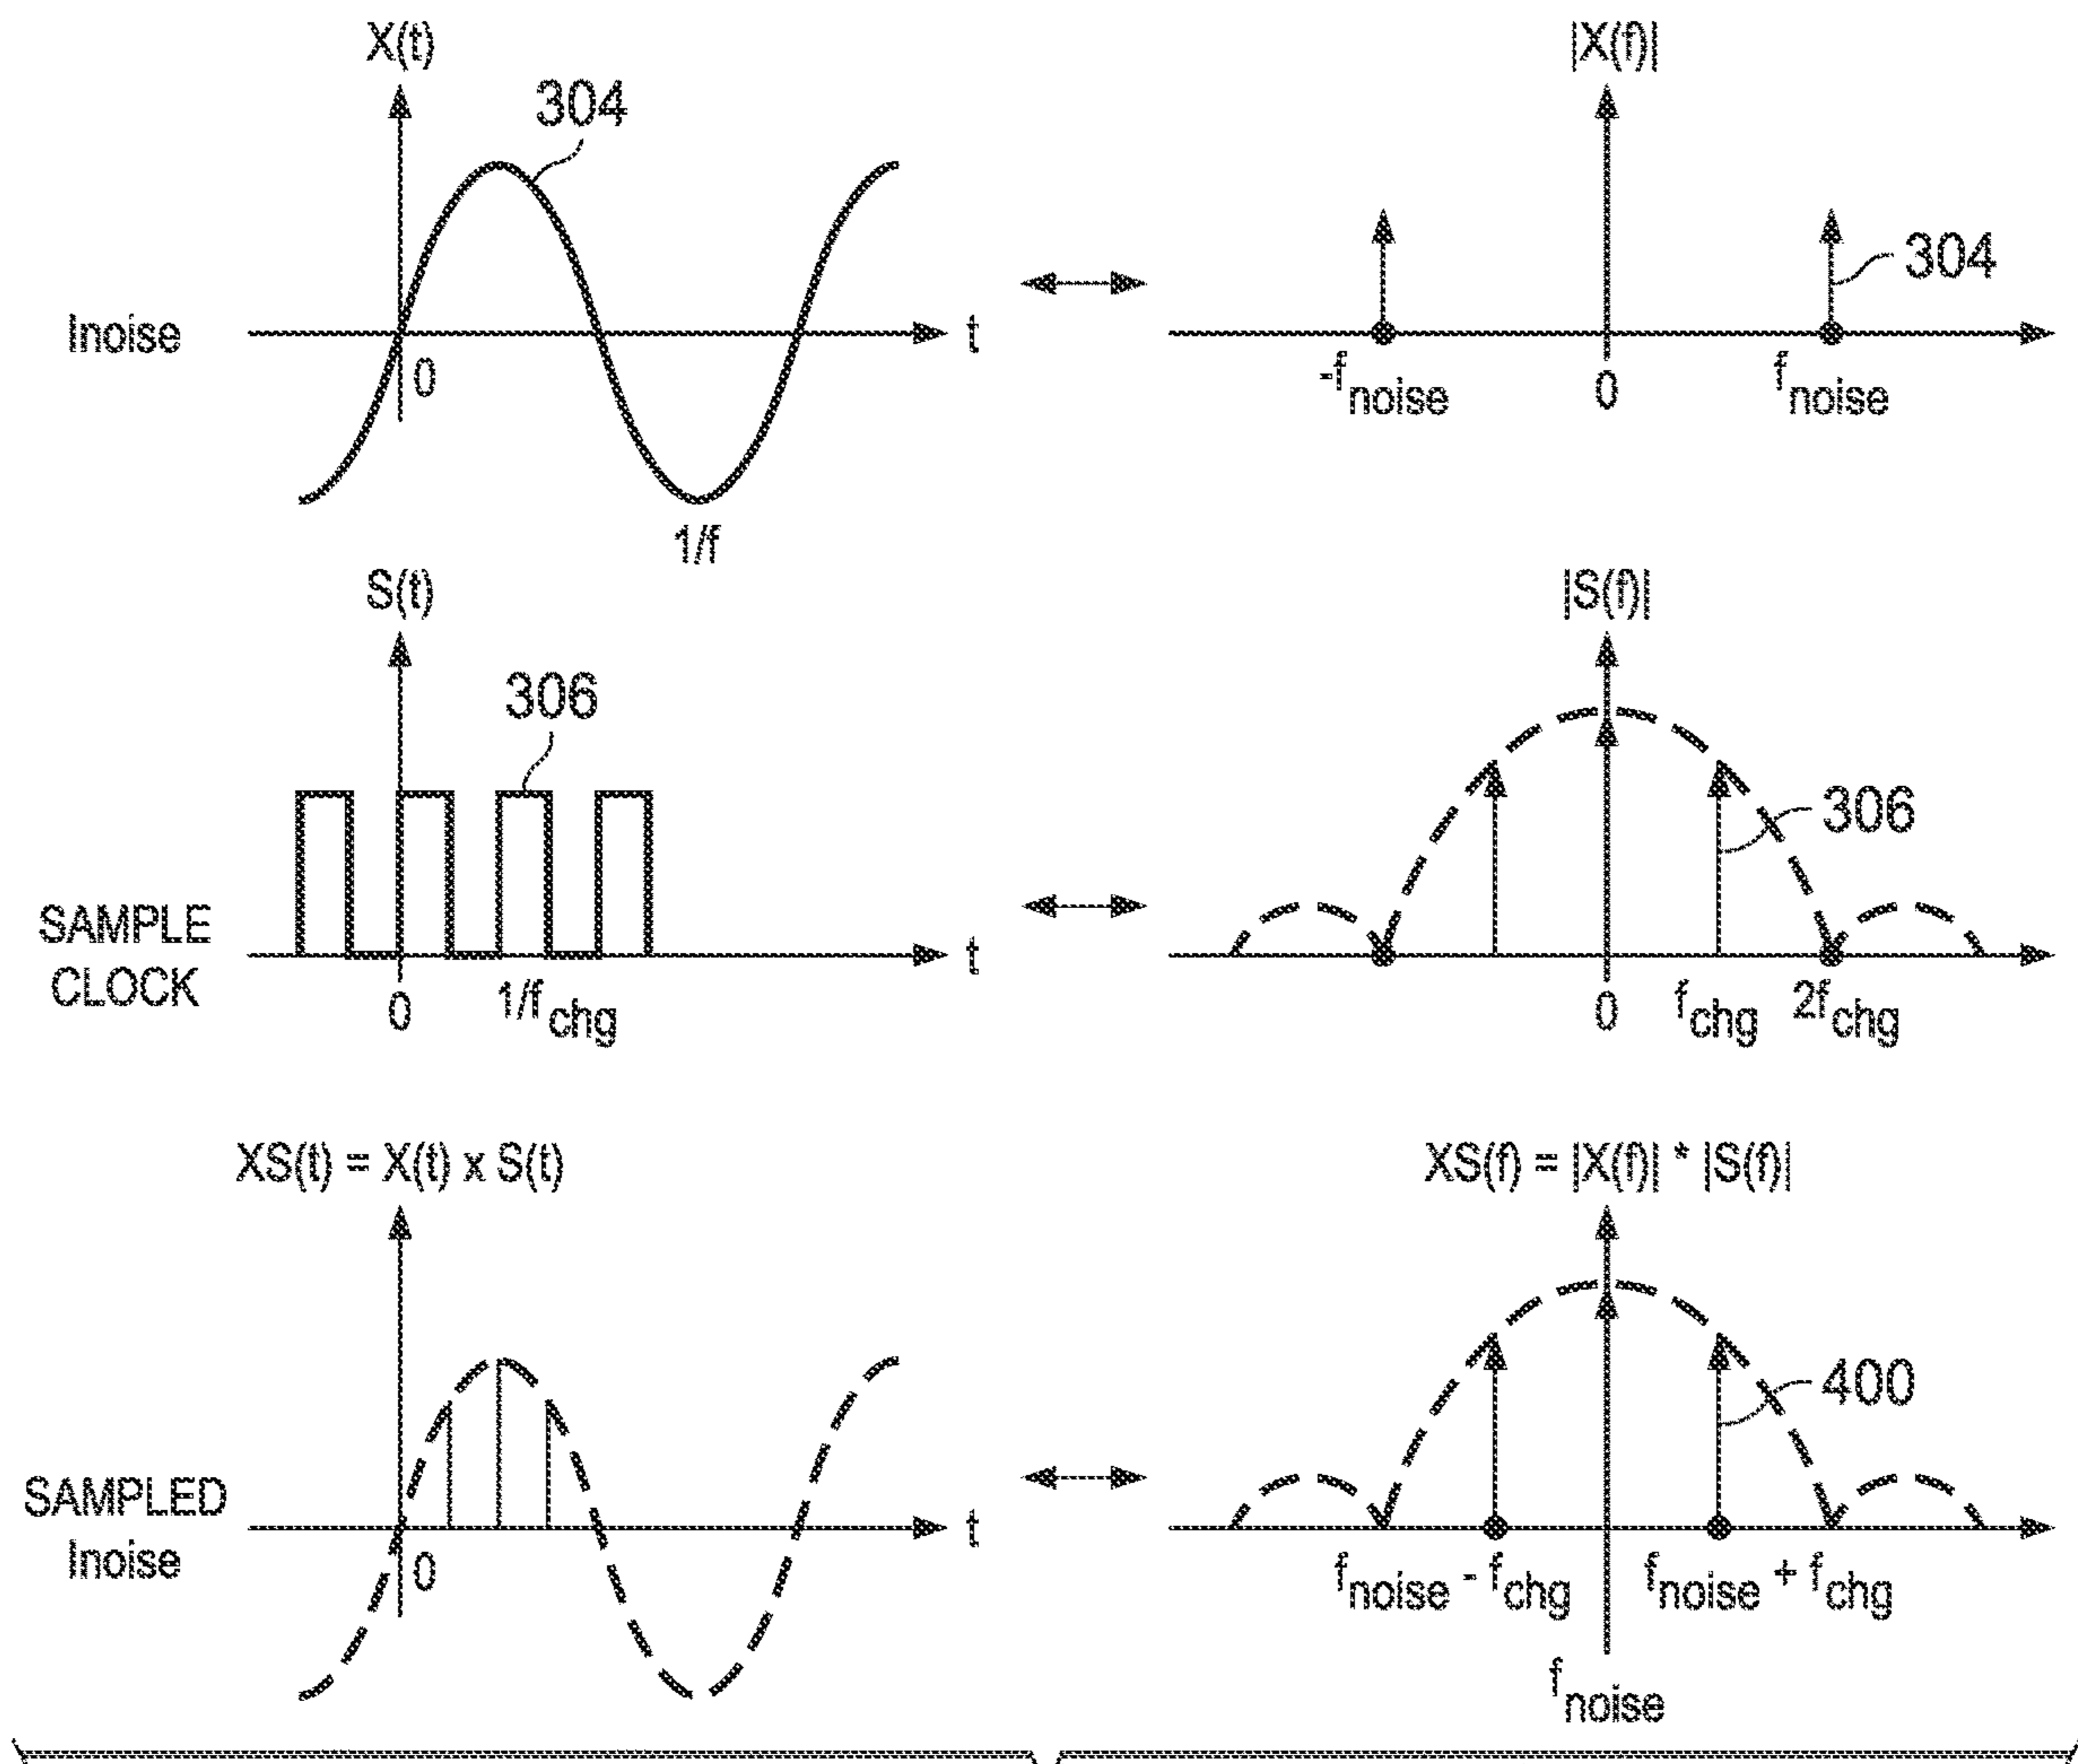 X(t)
304
Inoise
t
0
1/f
|X(f)|
304
-fnoise
0
fnoise
S(t)
306
SAMPLE
CLOCK
t
0
1/fchg
|S(f)|
306
0
fchg
2fchg
XS(t) = X(t) x S(t)
SAMPLED
Inoise
t
0
XS(f) = |X(f)| * |S(f)|
400
fnoise - fchg
fnoise + fchg
fnoise